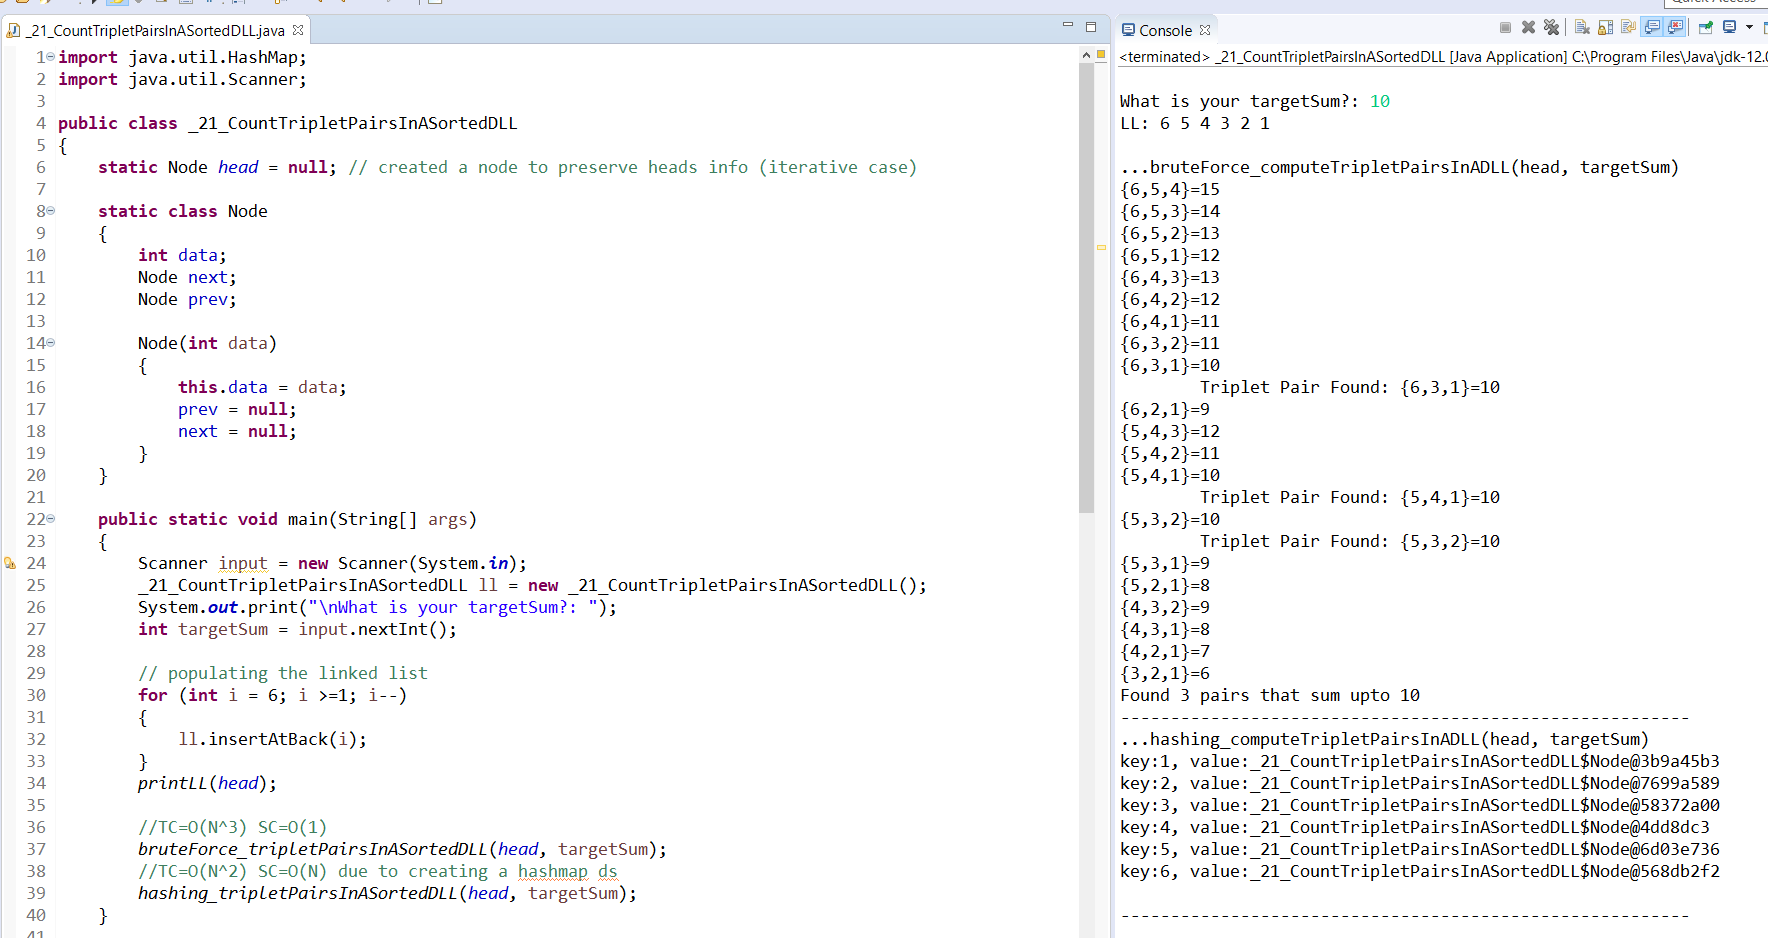 Quick Access
_21_CountTripletPairsInASortedDLL.java
1 import java.util.HashMap;
2 import java.util.Scanner;
3
4 public class _21_CountTripletPairsInASortedDLL
5 {
6 static Node head = null; // created a node to preserve heads info (iterative case)
7
8 static class Node
9 {
10 int data;
11 Node next;
12 Node prev;
13
14 Node(int data)
15 {
16 this.data = data;
17 prev = null;
18 next = null;
19 }
20 }
21
22 public static void main(String[] args)
23 {
24 Scanner input = new Scanner(System.in);
25 _21_CountTripletPairsInASortedDLL ll = new _21_CountTripletPairsInASortedDLL();
26 System.out.print("\nWhat is your targetSum?: ");
27 int targetSum = input.nextInt();
28
29 // populating the linked list
30 for (int i = 6; i >=1; i--)
31 {
32 ll.insertAtBack(i);
33 }
34 printLL(head);
35
36 //TC=O(N^3) SC=O(1)
37 bruteForce_tripletPairsInASortedDLL(head, targetSum);
38 //TC=O(N^2) SC=O(N) due to creating a hashmap ds
39 hashing_tripletPairsInASortedDLL(head, targetSum);
40 }
41
Console
<terminated> _21_CountTripletPairsInASortedDLL [Java Application] C:\Program Files\Java\jdk-12.0
What is your targetSum?: 10
LL: 6 5 4 3 2 1
...bruteForce_computeTripletPairsInADLL(head, targetSum)
{6,5,4}=15
{6,5,3}=14
{6,5,2}=13
{6,5,1}=12
{6,4,3}=13
{6,4,2}=12
{6,4,1}=11
{6,3,2}=11
{6,3,1}=10
Triplet Pair Found: {6,3,1}=10
{6,2,1}=9
{5,4,3}=12
{5,4,2}=11
{5,4,1}=10
Triplet Pair Found: {5,4,1}=10
{5,3,2}=10
Triplet Pair Found: {5,3,2}=10
{5,3,1}=9
{5,2,1}=8
{4,3,2}=9
{4,3,1}=8
{4,2,1}=7
{3,2,1}=6
Found 3 pairs that sum upto 10
---------------------------------------------------------
...hashing_computeTripletPairsInADLL(head, targetSum)
key:1, value:_21_CountTripletPairsInASortedDLL$Node@3b9a45b3
key:2, value:_21_CountTripletPairsInASortedDLL$Node@7699a589
key:3, value:_21_CountTripletPairsInASortedDLL$Node@58372a00
key:4, value:_21_CountTripletPairsInASortedDLL$Node@4dd8dc3
key:5, value:_21_CountTripletPairsInASortedDLL$Node@6d03e736
key:6, value:_21_CountTripletPairsInASortedDLL$Node@568db2f2
---------------------------------------------------------